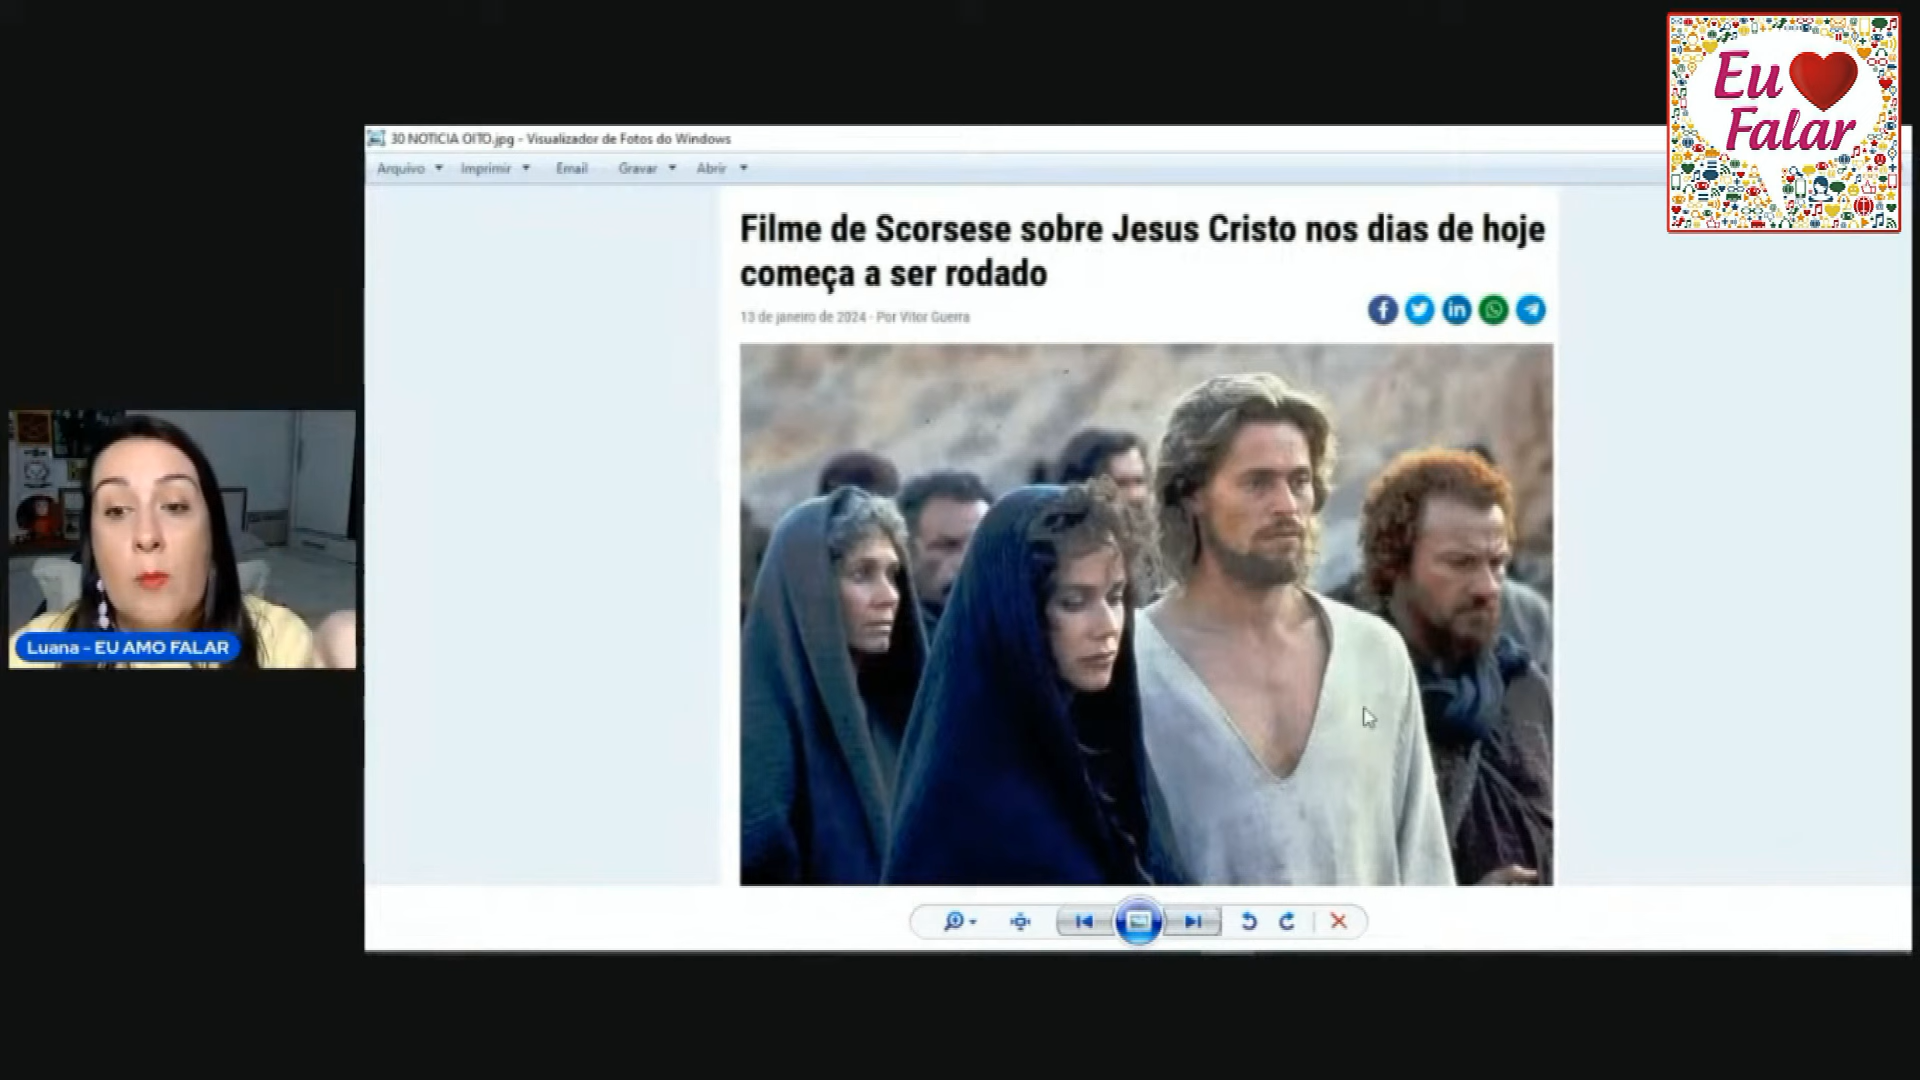 Eu
Falar
30 NOTICIA OITO.jpg - Visualizador de Fotos do Windows
Arquivo Imprimir Email Gravar Abrir
Filme de Scorsese sobre Jesus Cristo nos dias de hoje
começa a ser rodado
13 de janeiro de 2024 - Por Vitor Guerra
Luana - EU AMO FALAR